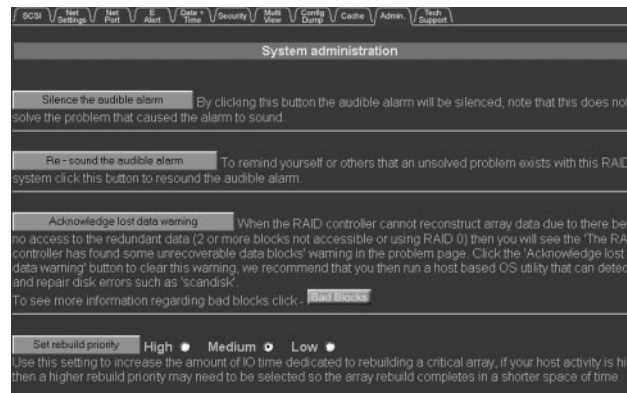 SCSI Net Settings Net Port E Alert Date + Time Security Multi View Config Dump Cache Admin. Tech Support
System administration
Silence the audible alarm By clicking this button the audible alarm will be silenced, note that this does not
solve the problem that caused the alarm to sound.
Re - sound the audible alarm To remind yourself or others that an unsolved problem exists with this RAID
system click this button to resound the audible alarm.
Acknowledge lost data warning When the RAID controller cannot reconstruct array data due to there be
no access to the redundant data (2 or more blocks not accessible or using RAID 0) then you will see the 'The RA
controller has found some unrecoverable data blocks' warning in the problem page. Click the 'Acknowledge lost
data warning' button to clear this warning, we recommend that you then run a host based OS utility that can detec
and repair disk errors such as 'scandisk'.
To see more information regarding bad blocks click - Bad Blocks
Set rebuild priority High Medium Low
Use this setting to increase the amount of IO time dedicated to rebuilding a critical array, if your host activity is hi
then a higher rebuild priority may need to be selected so the array rebuild completes in a shorter space of time.